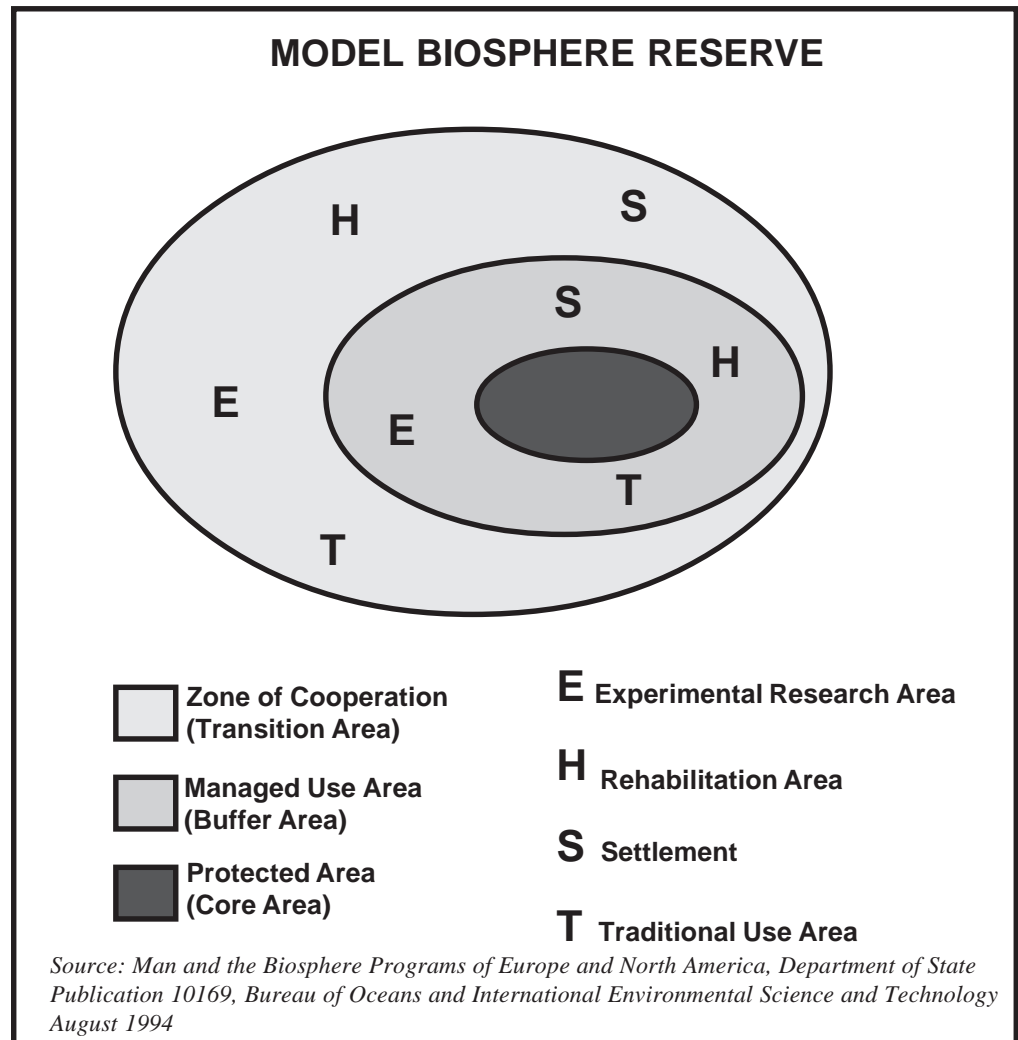 MODEL BIOSPHERE RESERVE
H
S
S
H
E
E
T
T
Zone of Cooperation
(Transition Area)
Managed Use Area
(Buffer Area)
Protected Area
(Core Area)
E Experimental Research Area
H Rehabilitation Area
S Settlement
T Traditional Use Area
Source: Man and the Biosphere Programs of Europe and North America, Department of State
Publication 10169, Bureau of Oceans and International Environmental Science and Technology
August 1994